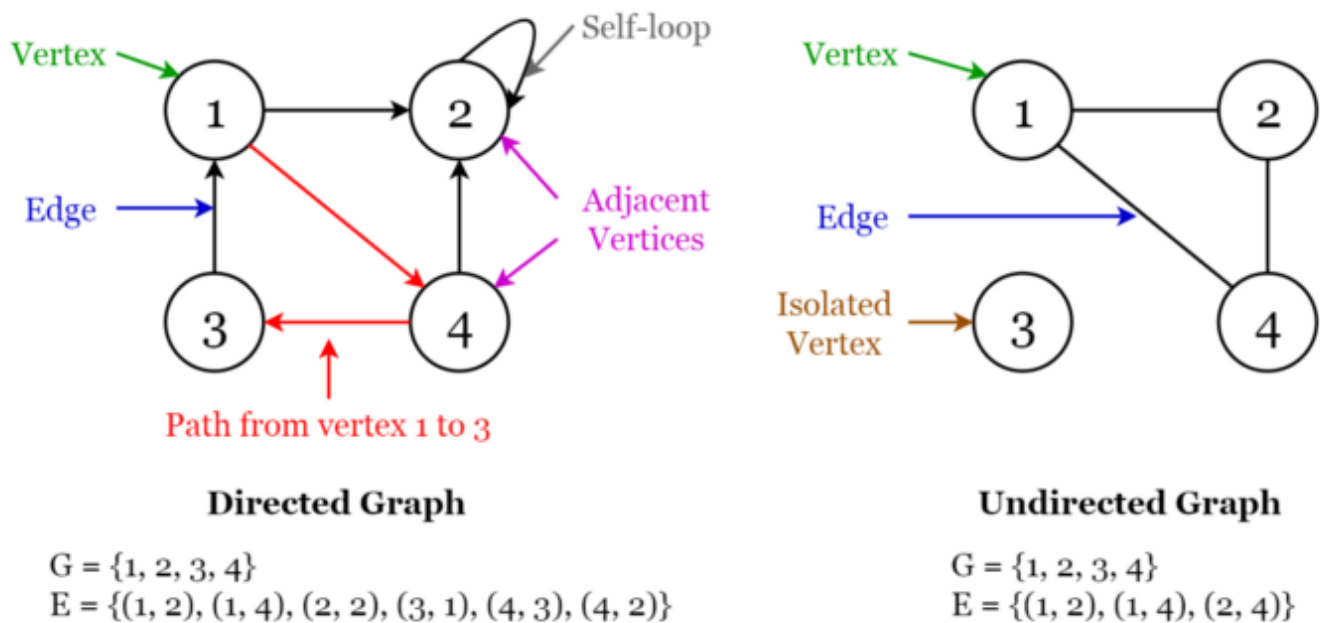 Vertex
1
2
Self-loop
Edge
Adjacent
Vertices
3
4
Path from vertex 1 to 3
Directed Graph
G = {1, 2, 3, 4}
E = {(1, 2), (1, 4), (2, 2), (3, 1), (4, 3), (4, 2)}
Vertex
1
2
Edge
Isolated
Vertex
3
4
Undirected Graph
G = {1, 2, 3, 4}
E = {(1, 2), (1, 4), (2, 4)}